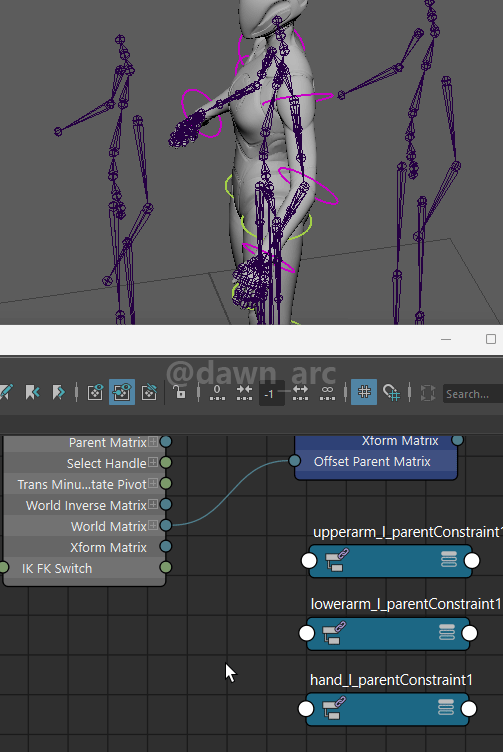 @dawn_arc
0
-1
∞
Search...
Parent Matrix
Select Handle
Trans Minu...tate Pivot
World Inverse Matrix
World Matrix
Xform Matrix
IK FK Switch
Xform Matrix
Offset Parent Matrix
upperarm_l_parentConstraint1
lowerarm_l_parentConstraint1
hand_l_parentConstraint1